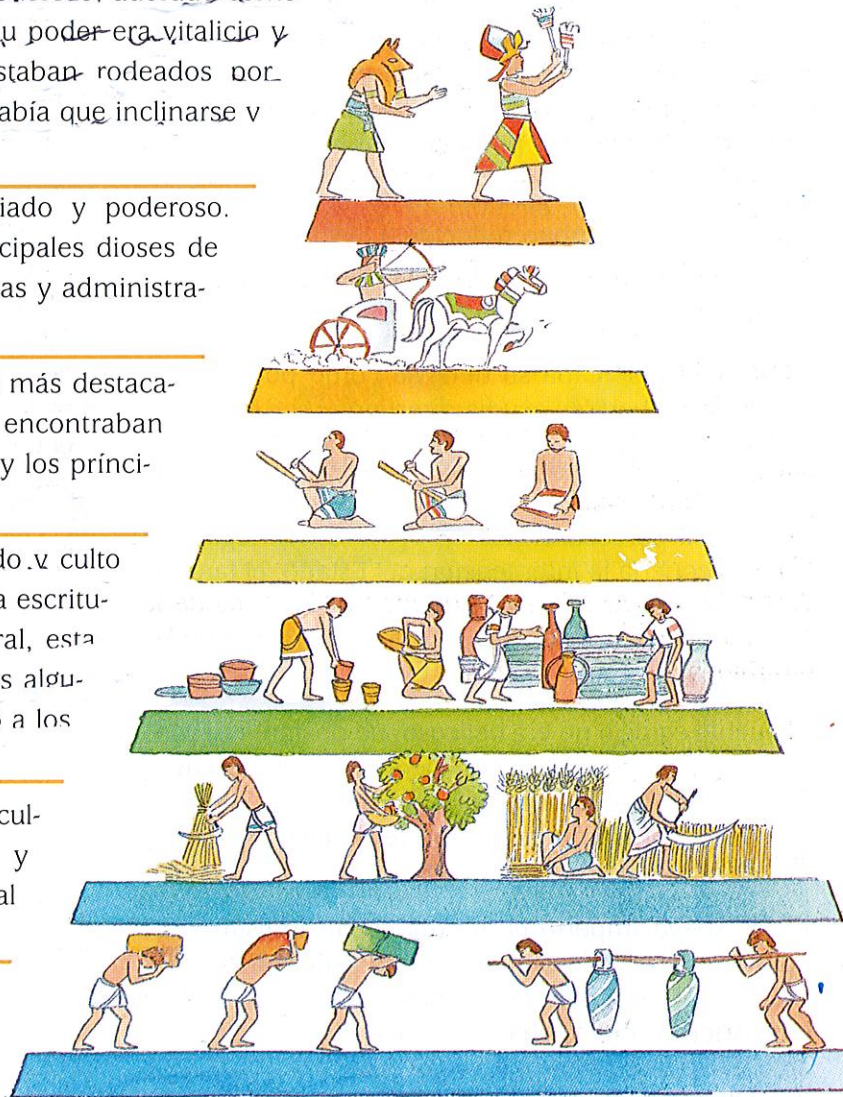 u poder era vitalicio y
staban rodeados por
abía que inclinarse y
iado y poderoso.
cipales dioses de
as y administra-
más destaca-
encontraban
y los prínci-
do y culto
a escritu-
ral, esta
s algu-
a los
cul-
y
al